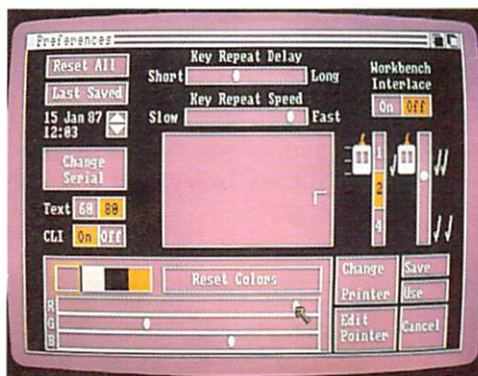 Preferences
Reset All
Last Saved
15 Jan 87
12:03
Change
Serial
Text 60 80
CLI On Off
Key Repeat Delay
Short Long
Key Repeat Speed
Slow Fast
Workbench
Interlace
On Off
1
2
4
Reset Colors
R
G
B
Change
Printer
Edit
Pointer
Save
Use
Cancel